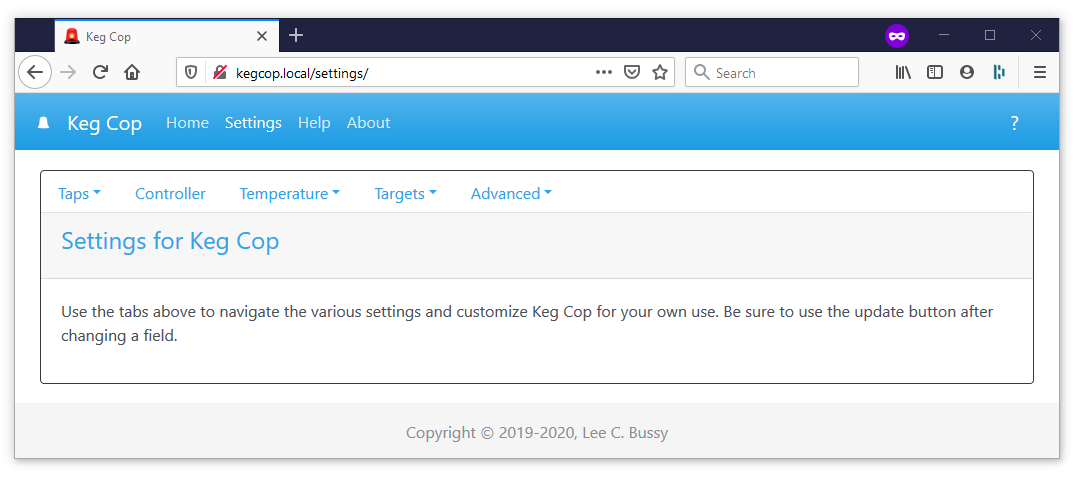 Keg Cop
kegcop.local/settings/
Search
Keg Cop Home Settings Help About ?
Taps Controller Temperature Targets Advanced
Settings for Keg Cop
Use the tabs above to navigate the various settings and customize Keg Cop for your own use. Be sure to use the update button after
changing a field.
Copyright © 2019-2020, Lee C. Bussy